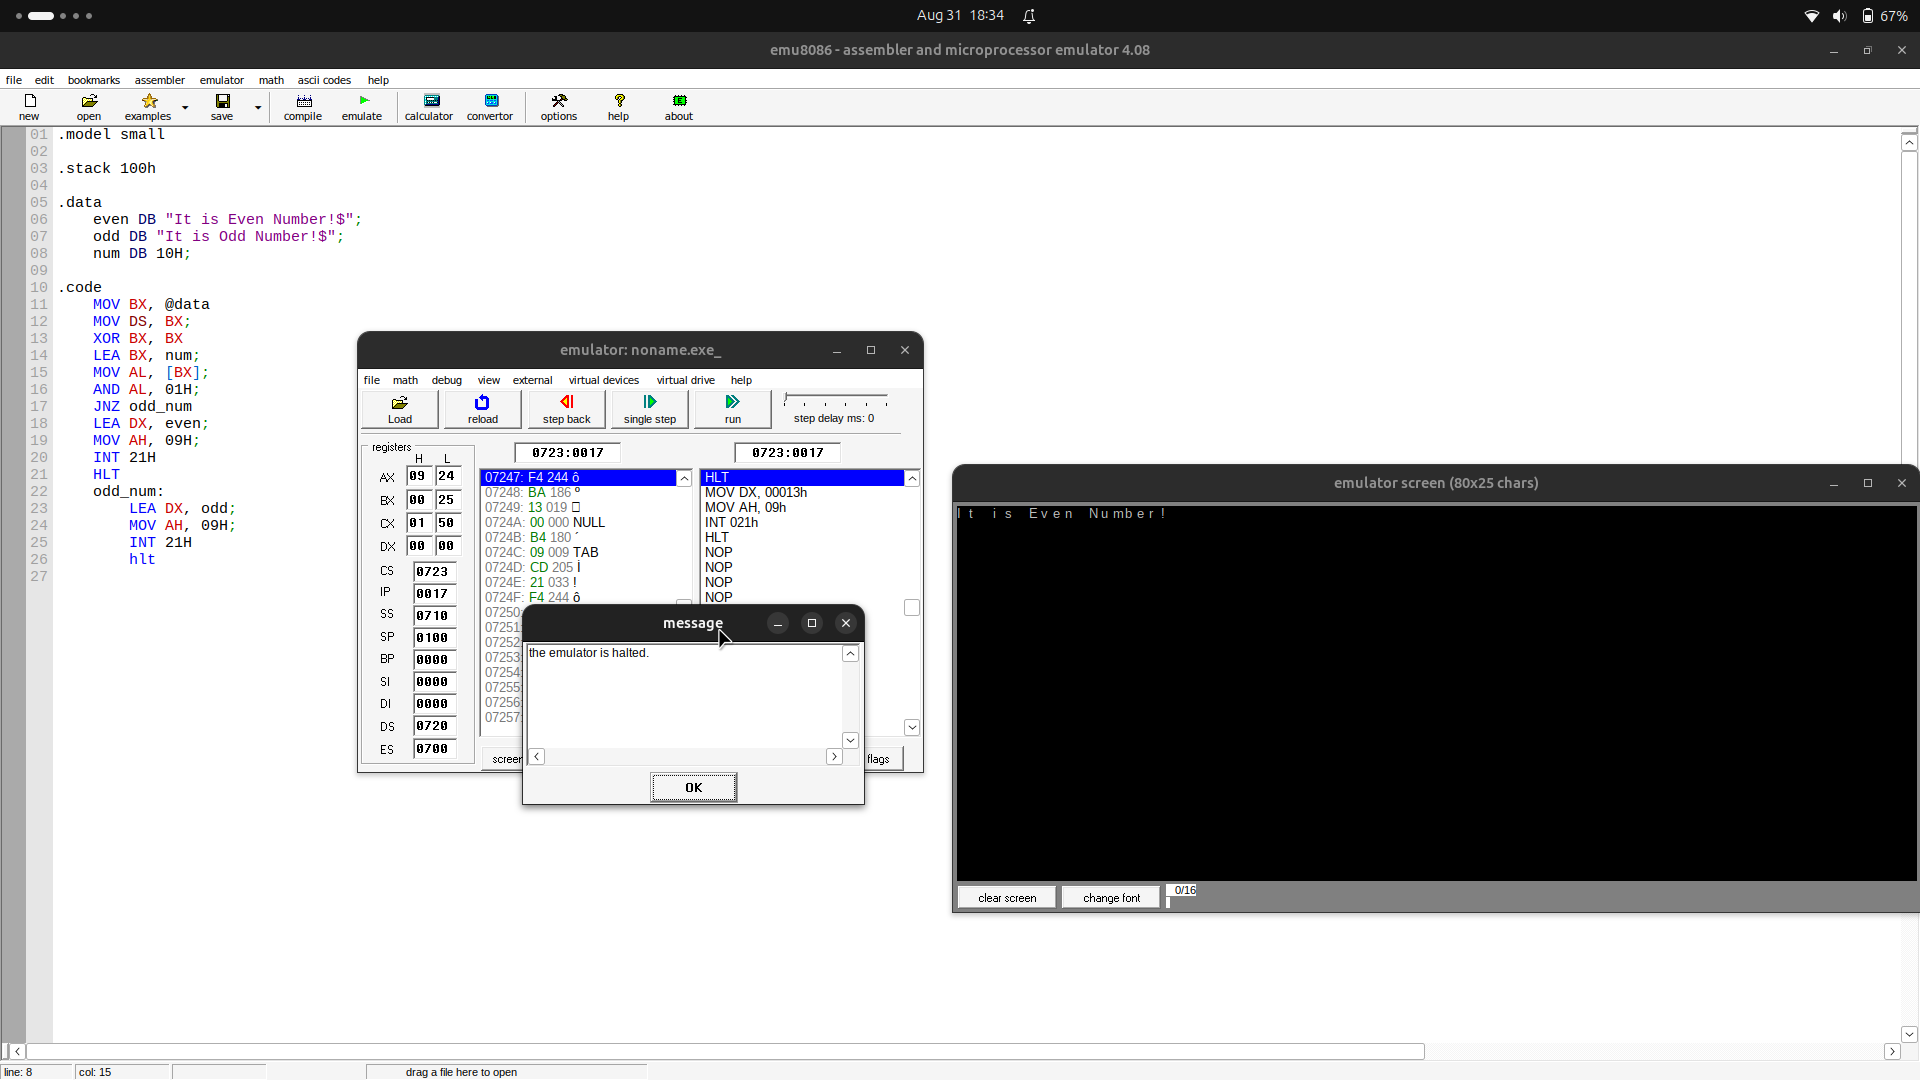 Aug 31 18:34
67%
emu8086 - assembler and microprocessor emulator 4.08
file edit bookmarks assembler emulator math ascii codes help
new open examples save compile emulate calculator convertor options help about
01 .model small
02
03 .stack 100h
04
05 .data
06 even DB "It is Even Number!$";
07 odd DB "It is Odd Number!$";
08 num DB 10H;
09
10 .code
11 MOV BX, @data
12 MOV DS, BX;
13 XOR BX, BX
14 LEA BX, num;
15 MOV AL, [BX];
16 AND AL, 01H;
17 JNZ odd_num
18 LEA DX, even;
19 MOV AH, 09H;
20 INT 21H
21 HLT
22 odd_num:
23 LEA DX, odd;
24 MOV AH, 09H;
25 INT 21H
26 hlt
27
emulator: noname.exe_
file math debug view external virtual devices virtual drive help
Load reload step back single step run step delay ms: 0
registers
H L
AX 09 24
BX 00 25
CX 01 50
DX 00 00
CS 0723
IP 0017
SS 0710
SP 0100
BP 0000
SI 0000
DI 0000
DS 0720
ES 0700
0723:0017
07247: F4 244 ô
07248: BA 186 º
07249: 13 019 □
0724A: 00 000 NULL
0724B: B4 180 ´
0724C: 09 009 TAB
0724D: CD 205 Í
0724E: 21 033 !
0724F: F4 244 ô
07250:
07251:
07252:
07253:
07254:
07255:
07256:
07257:
0723:0017
HLT
MOV DX, 00013h
MOV AH, 09h
INT 021h
HLT
NOP
NOP
NOP
NOP
screen
flags
message
the emulator is halted.
OK
emulator screen (80x25 chars)
It is Even Number!
clear screen change font 0/16
line: 8 col: 15 drag a file here to open